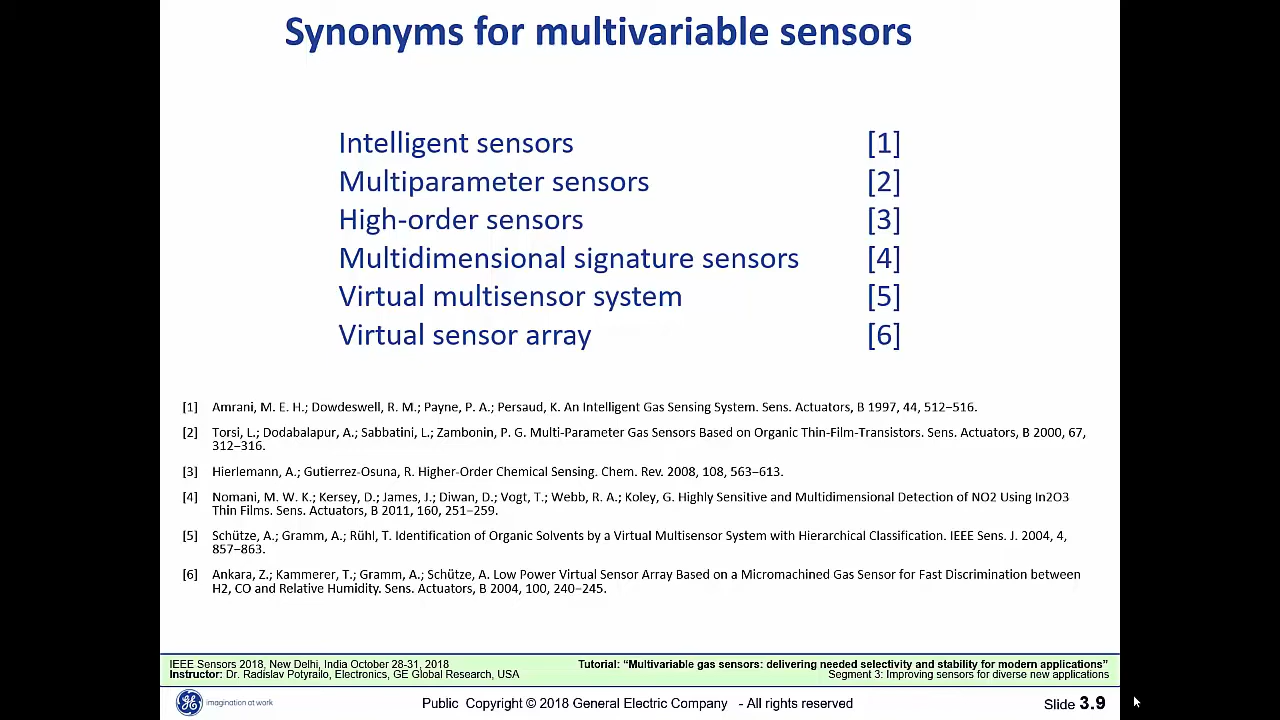 Synonyms for multivariable sensors
Intelligent sensors [1]
Multiparameter sensors [2]
High-order sensors [3]
Multidimensional signature sensors [4]
Virtual multisensor system [5]
Virtual sensor array [6]
[1] Amrani, M. E. H.; Dowdeswell, R. M.; Payne, P. A.; Persaud, K. An Intelligent Gas Sensing System. Sens. Actuators, B 1997, 44, 512−516.
[2] Torsi, L.; Dodabalapur, A.; Sabbatini, L.; Zambonin, P. G. Multi-Parameter Gas Sensors Based on Organic Thin-Film-Transistors. Sens. Actuators, B 2000, 67,
312−316.
[3] Hierlemann, A.; Gutierrez-Osuna, R. Higher-Order Chemical Sensing. Chem. Rev. 2008, 108, 563−613.
[4] Nomani, M. W. K.; Kersey, D.; James, J.; Diwan, D.; Vogt, T.; Webb, R. A.; Koley, G. Highly Sensitive and Multidimensional Detection of NO2 Using In2O3
Thin Films. Sens. Actuators, B 2011, 160, 251−259.
[5] Schütze, A.; Gramm, A.; Rühl, T. Identification of Organic Solvents by a Virtual Multisensor System with Hierarchical Classification. IEEE Sens. J. 2004, 4,
857−863.
[6] Ankara, Z.; Kammerer, T.; Gramm, A.; Schütze, A. Low Power Virtual Sensor Array Based on a Micromachined Gas Sensor for Fast Discrimination between
H2, CO and Relative Humidity. Sens. Actuators, B 2004, 100, 240−245.
IEEE Sensors 2018, New Delhi, India October 28-31, 2018
Instructor: Dr. Radislav Potyrailo, Electronics, GE Global Research, USA
Tutorial: “Multivariable gas sensors: delivering needed selectivity and stability for modern applications”
Segment 3: Improving sensors for diverse new applications
imagination at work
Public Copyright © 2018 General Electric Company - All rights reserved
Slide 3.9